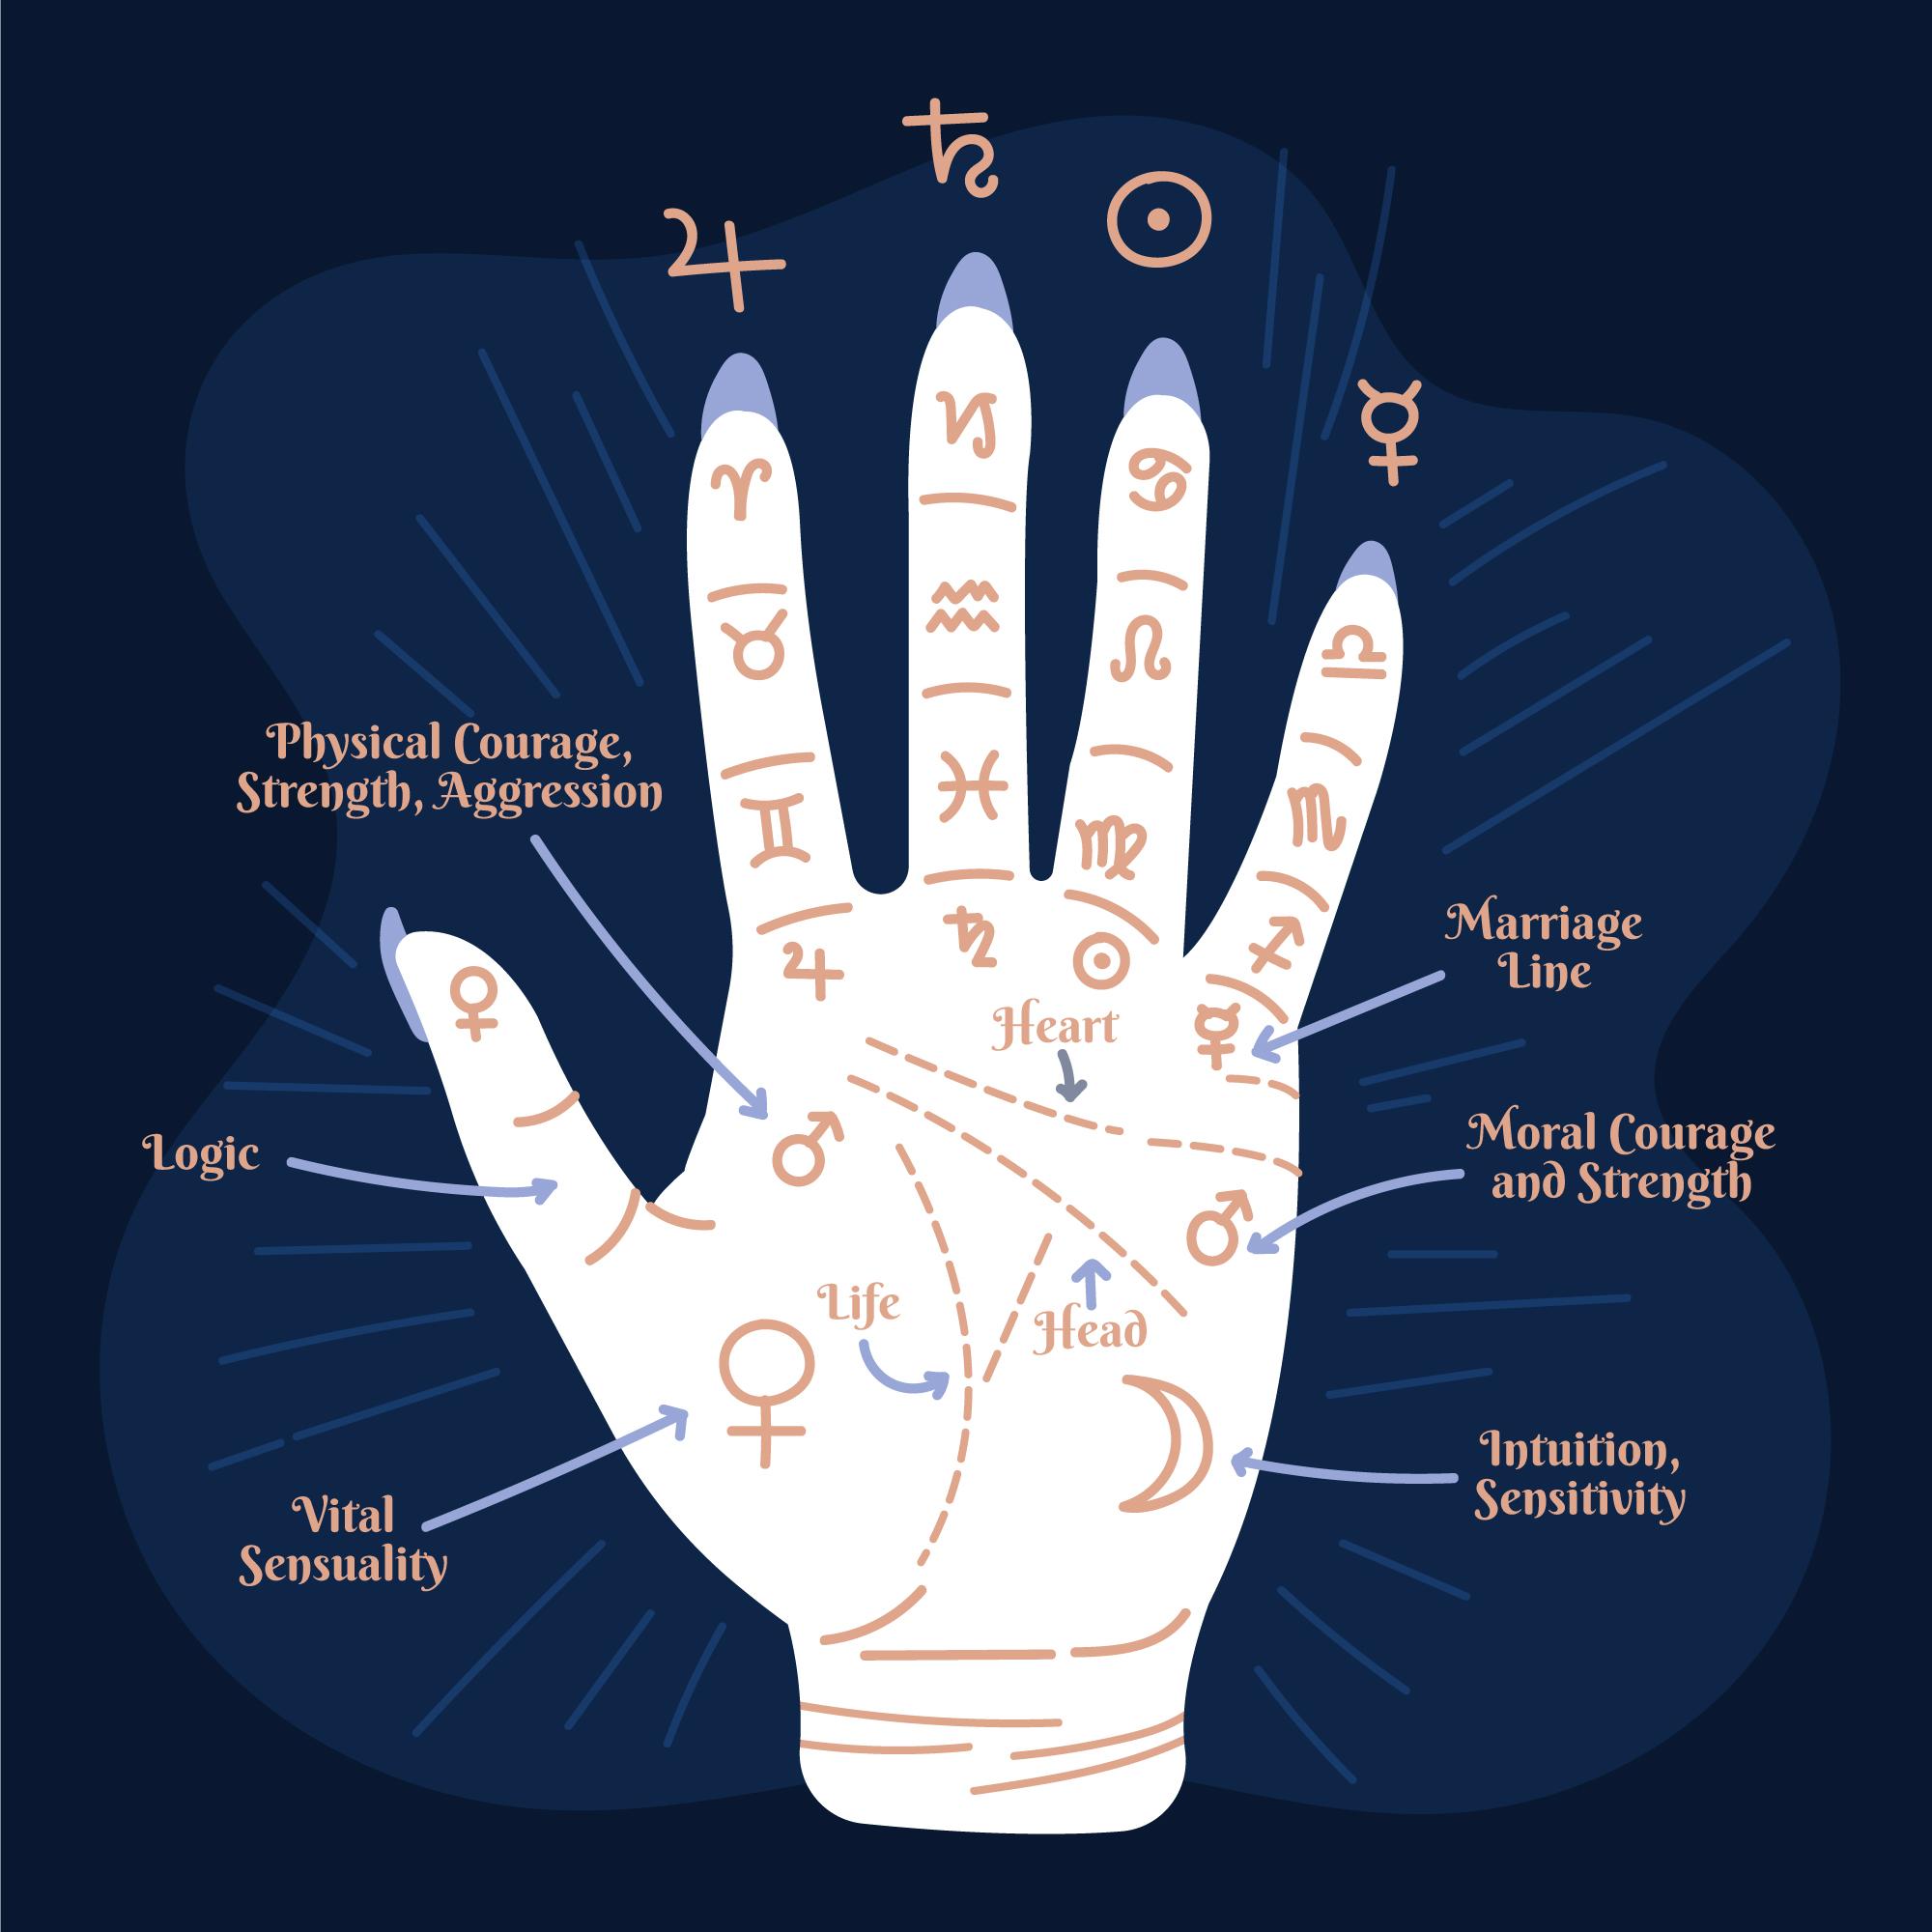 Physical Courage,
Strength, Aggression
Marriage
Line
Heart
Logic
Moral Courage
and Strength
Life
Head
Vital
Sensuality
Intuition,
Sensitivity